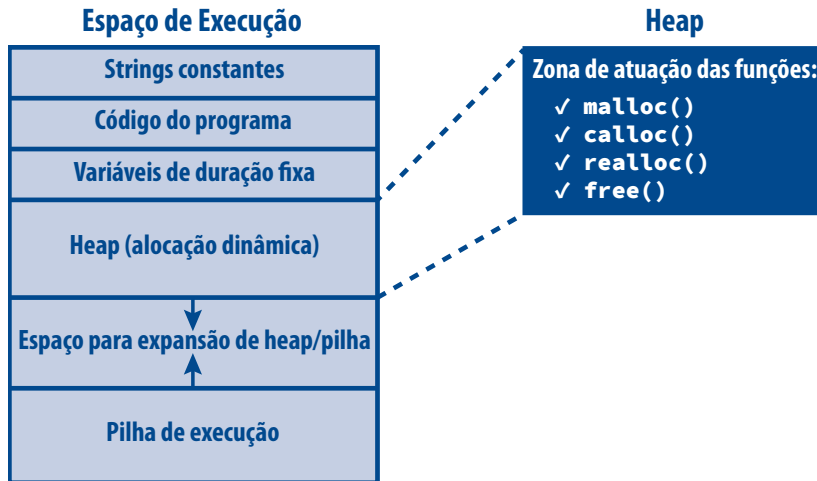 Espaço de Execução
Strings constantes
Código do programa
Variáveis de duração fixa
Heap (alocação dinâmica)
Espaço para expansão de heap/pilha
Pilha de execução
Heap
Zona de atuação das funções:
✓ malloc()
✓ calloc()
✓ realloc()
✓ free()